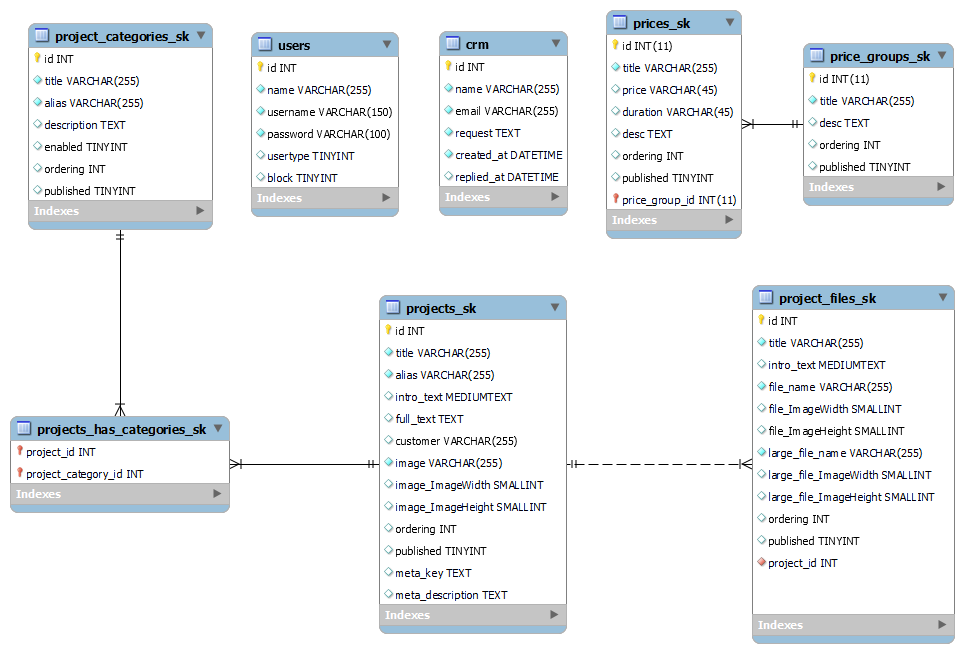 project_categories_sk
id INT
title VARCHAR(255)
alias VARCHAR(255)
description TEXT
enabled TINYINT
ordering INT
published TINYINT
Indexes
users
id INT
name VARCHAR(255)
username VARCHAR(150)
password VARCHAR(100)
usertype TINYINT
block TINYINT
Indexes
crm
id INT
name VARCHAR(255)
email VARCHAR(255)
request TEXT
created_at DATETIME
replied_at DATETIME
Indexes
prices_sk
id INT(11)
title VARCHAR(255)
price VARCHAR(45)
duration VARCHAR(45)
desc TEXT
ordering INT
published TINYINT
price_group_id INT(11)
Indexes
price_groups_sk
id INT(11)
title VARCHAR(255)
desc TEXT
ordering INT
published TINYINT
Indexes
projects_has_categories_sk
project_id INT
project_category_id INT
Indexes
projects_sk
id INT
title VARCHAR(255)
alias VARCHAR(255)
intro_text MEDIUMTEXT
full_text TEXT
customer VARCHAR(255)
image VARCHAR(255)
image_ImageWidth SMALLINT
image_ImageHeight SMALLINT
ordering INT
published TINYINT
meta_key TEXT
meta_description TEXT
Indexes
project_files_sk
id INT
title VARCHAR(255)
intro_text MEDIUMTEXT
file_name VARCHAR(255)
file_ImageWidth SMALLINT
file_ImageHeight SMALLINT
large_file_name VARCHAR(255)
large_file_ImageWidth SMALLINT
large_file_ImageHeight SMALLINT
ordering INT
published TINYINT
project_id INT
Indexes